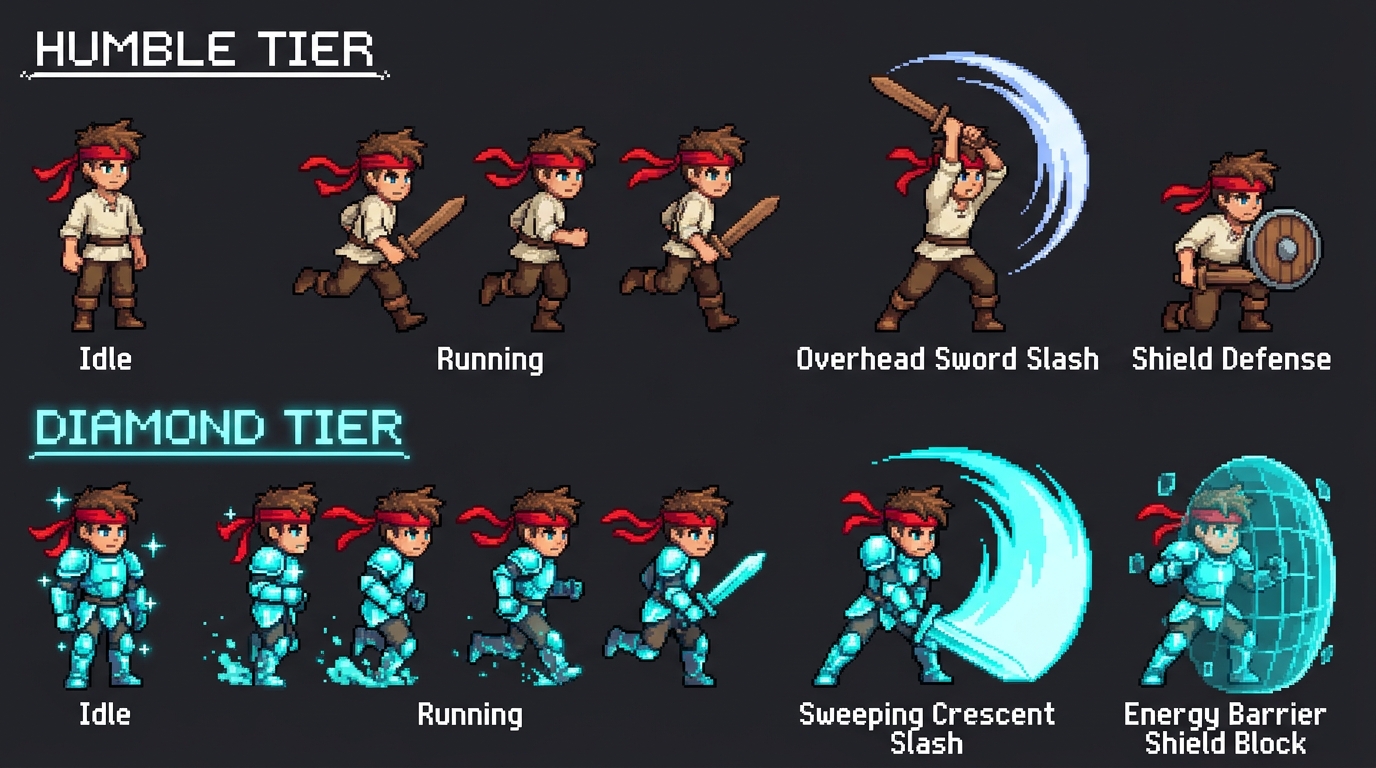 HUMBLE TIER
Idle
Running
Overhead Sword Slash
Shield Defense
DIAMOND TIER
Idle
Running
Sweeping Crescent
Slash
Energy Barrier
Shield Block